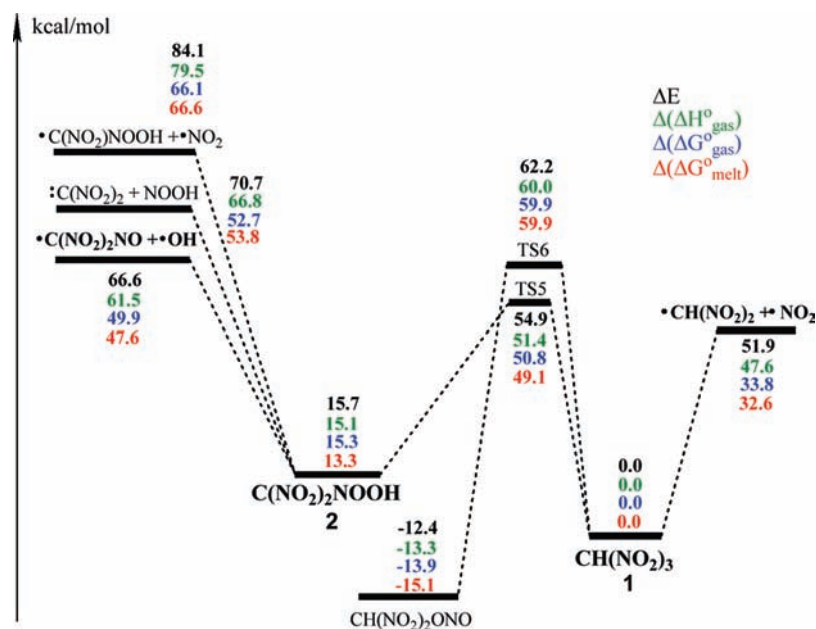 kcal/mol
84.1
79.5
66.1
66.6
•C(NO₂)NOOH +•NO₂
70.7
66.8
52.7
53.8
:C(NO₂)₂ + NOOH
•C(NO₂)₂NO +•OH
66.6
61.5
49.9
47.6
ΔE
Δ(ΔH°gas)
Δ(ΔG°gas)
Δ(ΔG°melt)
62.2
60.0
59.9
59.9
TS6
TS5
54.9
51.4
50.8
49.1
•CH(NO₂)₂ +• NO₂
51.9
47.6
33.8
32.6
15.7
15.1
15.3
13.3
C(NO₂)₂NOOH
2
0.0
0.0
0.0
0.0
CH(NO₂)₃
1
-12.4
-13.3
-13.9
-15.1
CH(NO₂)₂ONO